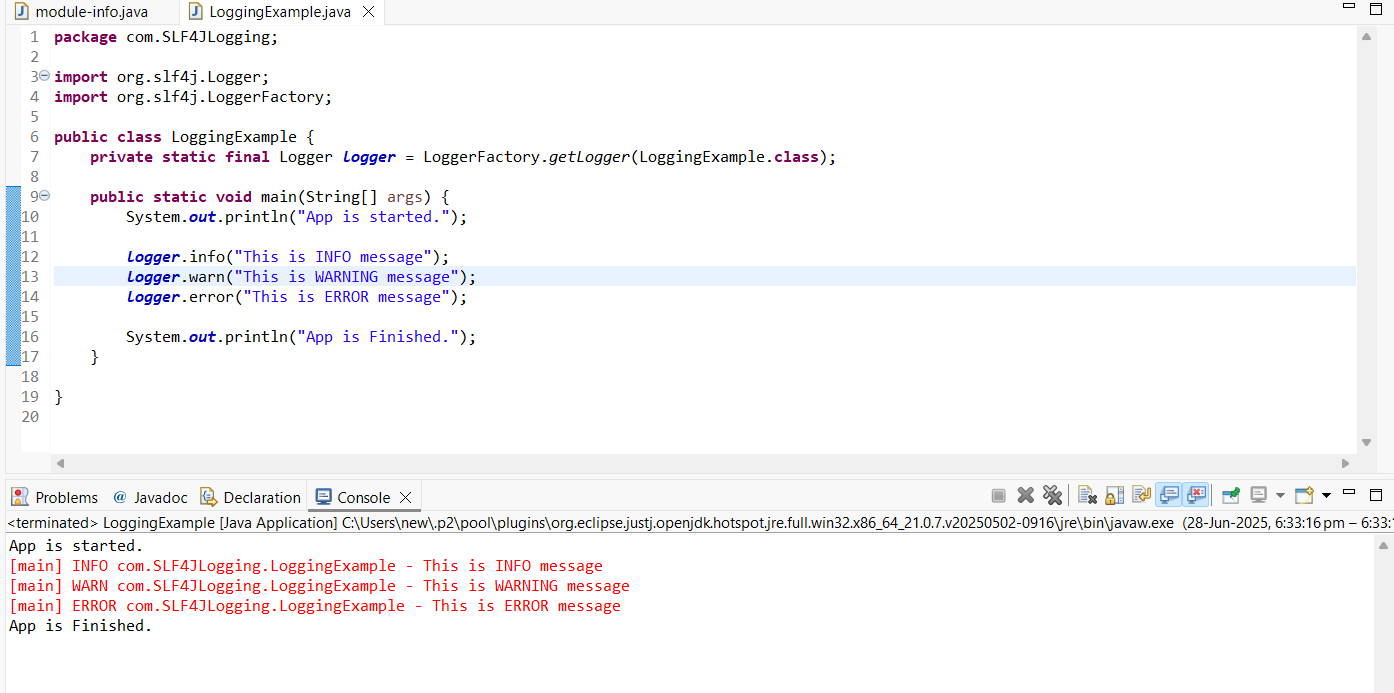 module-info.java LoggingExample.java
1 package com.SLF4JLogging;
2
3 import org.slf4j.Logger;
4 import org.slf4j.LoggerFactory;
5
6 public class LoggingExample {
7     private static final Logger logger = LoggerFactory.getLogger(LoggingExample.class);
8
9     public static void main(String[] args) {
10         System.out.println("App is started.");
11
12         logger.info("This is INFO message");
13         logger.warn("This is WARNING message");
14         logger.error("This is ERROR message");
15
16         System.out.println("App is Finished.");
17     }
18
19 }
20
Problems @ Javadoc Declaration Console
<terminated> LoggingExample [Java Application] C:\Users\new\.p2\pool\plugins\org.eclipse.justj.openjdk.hotspot.jre.full.win32.x86_64_21.0.7.v20250502-0916\jre\bin\javaw.exe (28-Jun-2025, 6:33:16 pm – 6:33:
App is started.
[main] INFO com.SLF4JLogging.LoggingExample - This is INFO message
[main] WARN com.SLF4JLogging.LoggingExample - This is WARNING message
[main] ERROR com.SLF4JLogging.LoggingExample - This is ERROR message
App is Finished.